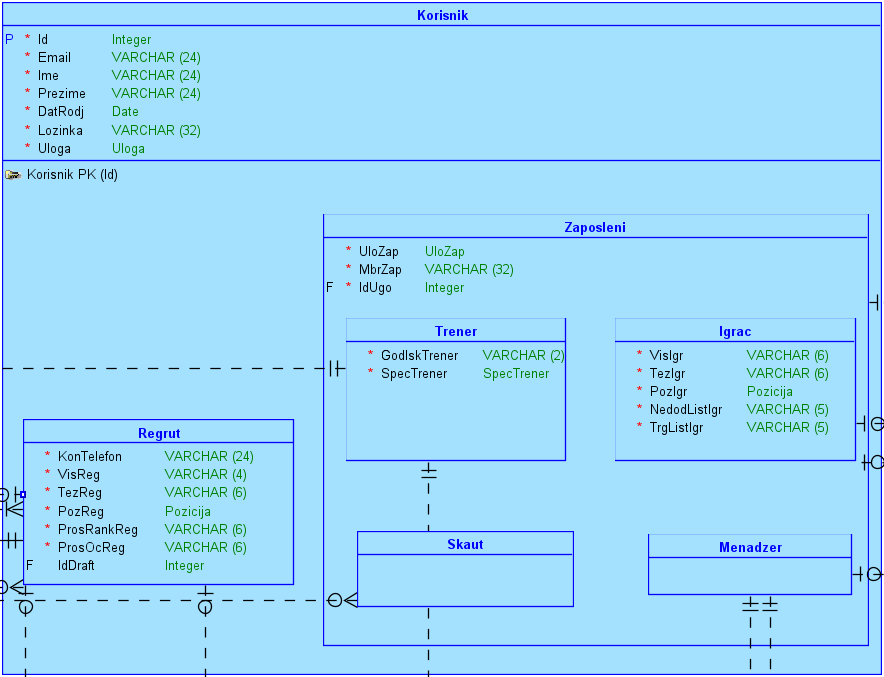 Korisnik
P * Id Integer
* Email VARCHAR (24)
* Ime VARCHAR (24)
* Prezime VARCHAR (24)
* DatRodj Date
* Lozinka VARCHAR (32)
* Uloga Uloga
Korisnik PK (Id)
Zaposleni
* UloZap UloZap
* MbrZap VARCHAR (32)
F * IdUgo Integer
Trener
* GodIskTrener VARCHAR (2)
* SpecTrener SpecTrener
Igrac
* VisIgr VARCHAR (6)
* TezIgr VARCHAR (6)
* PozIgr Pozicija
* NedodListIgr VARCHAR (5)
* TrgListIgr VARCHAR (5)
Regrut
* KonTelefon VARCHAR (24)
* VisReg VARCHAR (4)
* TezReg VARCHAR (6)
* PozReg Pozicija
* ProsRankReg VARCHAR (6)
* ProsOcReg VARCHAR (6)
F IdDraft Integer
Skaut
Menadzer